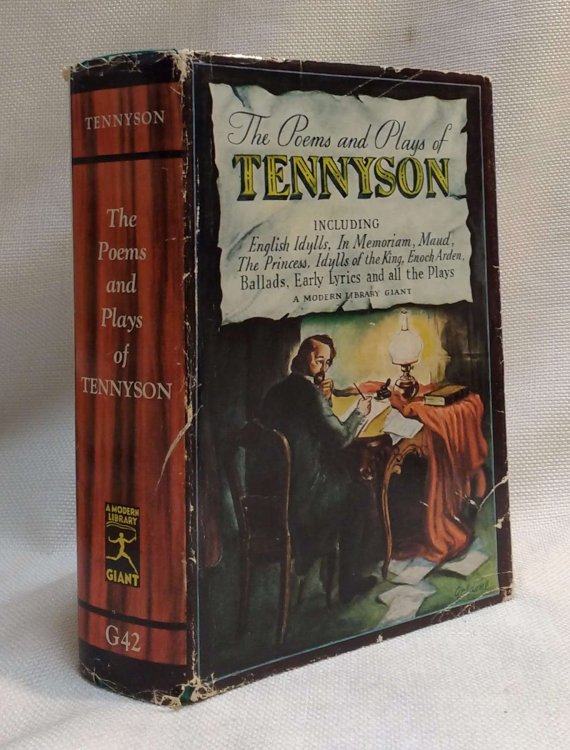 TENNYSON
The
Poems
and
Plays
of
TENNYSON
A MODERN
LIBRARY
GIANT
G42
The Poems and Plays of
TENNYSON
INCLUDING
English Idylls, In Memoriam, Maud,
The Princess, Idylls of the King, Enoch Arden,
Ballads, Early Lyrics and all the Plays
A MODERN LIBRARY GIANT